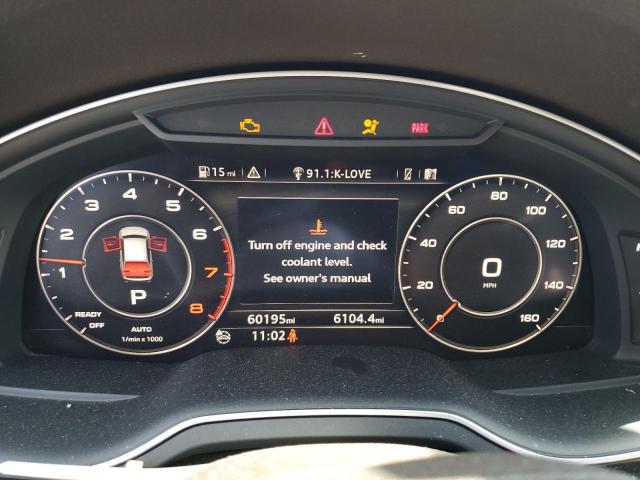 PARK
15 mi
91.1:K-LOVE
Turn off engine and check
coolant level.
See owner's manual
60195mi
6104.4mi
11:02
1
2
3
4
5
6
7
8
P
READY
OFF
AUTO
1/min x 1000
0
20
40
60
80
100
120
140
160
0
MPH